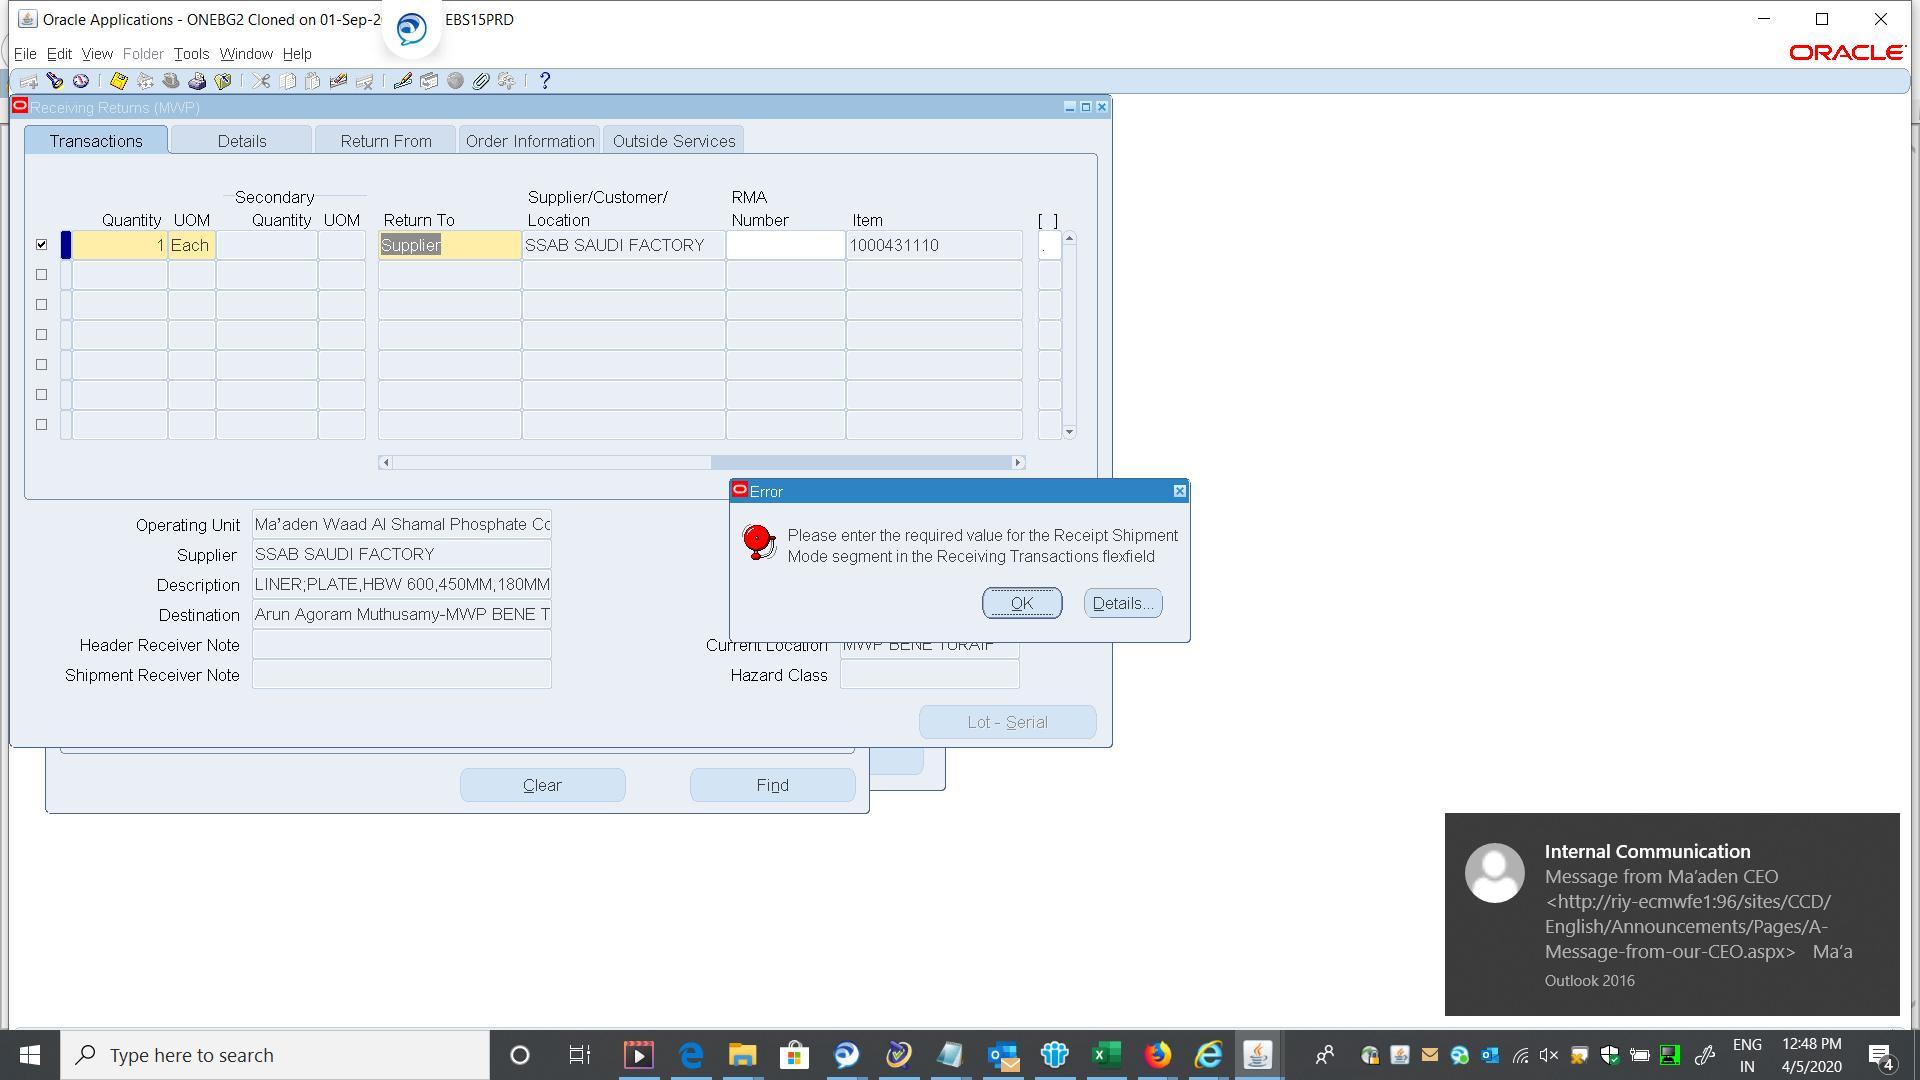 Oracle Applications - ONEBG2 Cloned on 01-Sep-2 EBS15PRD
File Edit View Folder Tools Window Help
ORACLE
Receiving Returns (MWP)
Transactions Details Return From Order Information Outside Services
Secondary Supplier/Customer/ RMA
Quantity UOM Quantity UOM Return To Location Number Item [ ]
1 Each Supplier SSAB SAUDI FACTORY 1000431110 .
Error
Please enter the required value for the Receipt Shipment
Mode segment in the Receiving Transactions flexfield
OK Details...
Operating Unit Ma'aden Waad Al Shamal Phosphate Co
Supplier SSAB SAUDI FACTORY
Description LINER;PLATE,HBW 600,450MM,180MM
Destination Arun Agoram Muthusamy-MWP BENE T
Header Receiver Note Current Location MWP BENE TURAIF
Shipment Receiver Note Hazard Class
Lot - Serial
Clear Find
Internal Communication
Message from Ma'aden CEO
<http://riy-ecmwfe1:96/sites/CCD/
English/Announcements/Pages/A-
Message-from-our-CEO.aspx> Ma'a
Outlook 2016
Type here to search
ENG 12:48 PM
IN 4/5/2020 4